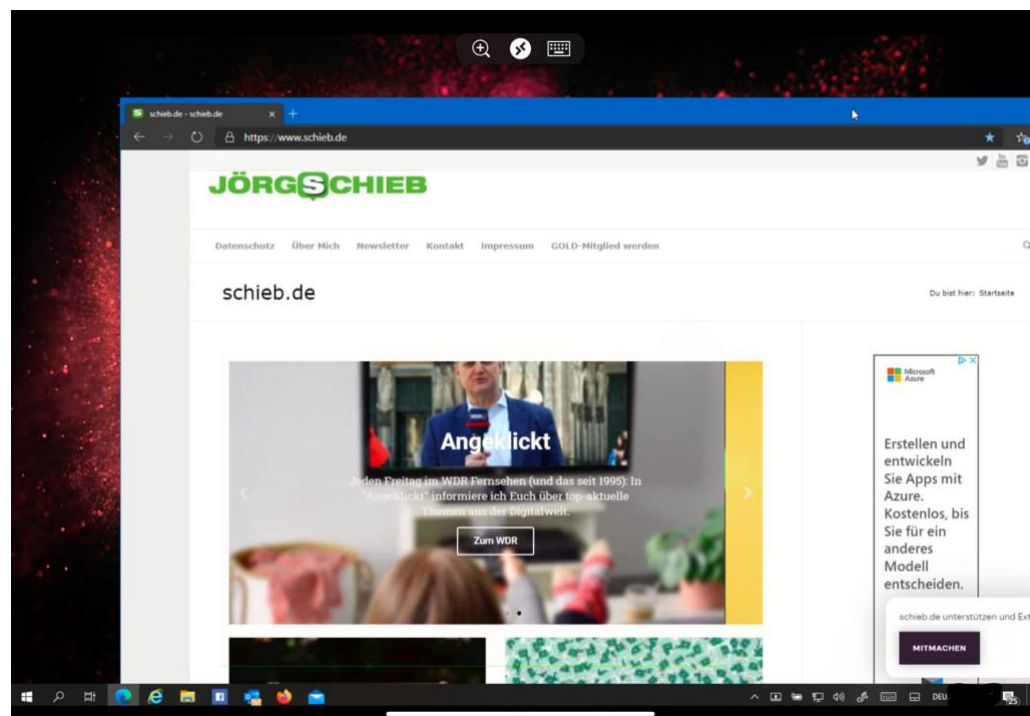 schieb.de - schieb.de
https://www.schieb.de
JÖRGSCHIEB
Datenschutz Über Mich Newsletter Kontakt impressum GOLD-Mitglied werden
schieb.de
Du bist hier: Startseite
WDR
Angeklickt
Jeden Freitag im WDR Fernsehen (und das seit 1995): In
"Angeklickt" informiere ich Euch über top-aktuelle
Themen aus der Digitalwelt.
Zum WDR
Microsoft
Azure
Erstellen und
entwickeln
Sie Apps mit
Azure.
Kostenlos, bis
Sie für ein
anderes
Modell
entscheiden.
schieb.de unterstützen und Ext
MITMACHEN
DEU
25